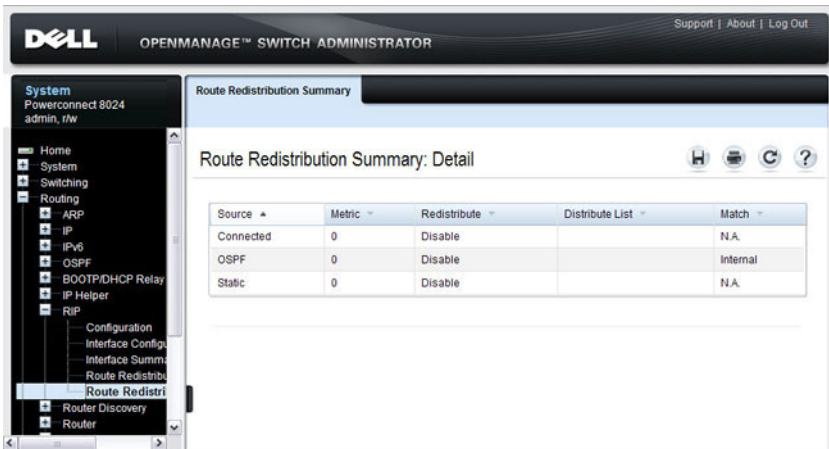 DELL
OPENMANAGE™ SWITCH ADMINISTRATOR
Support | About | Log Out
System
Powerconnect 8024
admin, r/w
Home
System
Switching
Routing
ARP
IP
IPv6
OSPF
BOOTP/DHCP Relay
IP Helper
RIP
Configuration
Interface Configu
Interface Summa
Route Redistribu
Route Redistri
Router Discovery
Router
Route Redistribution Summary
Route Redistribution Summary: Detail
?
Source Metric Redistribute Distribute List Match
Connected 0 Disable N.A.
OSPF 0 Disable Internal
Static 0 Disable N.A.